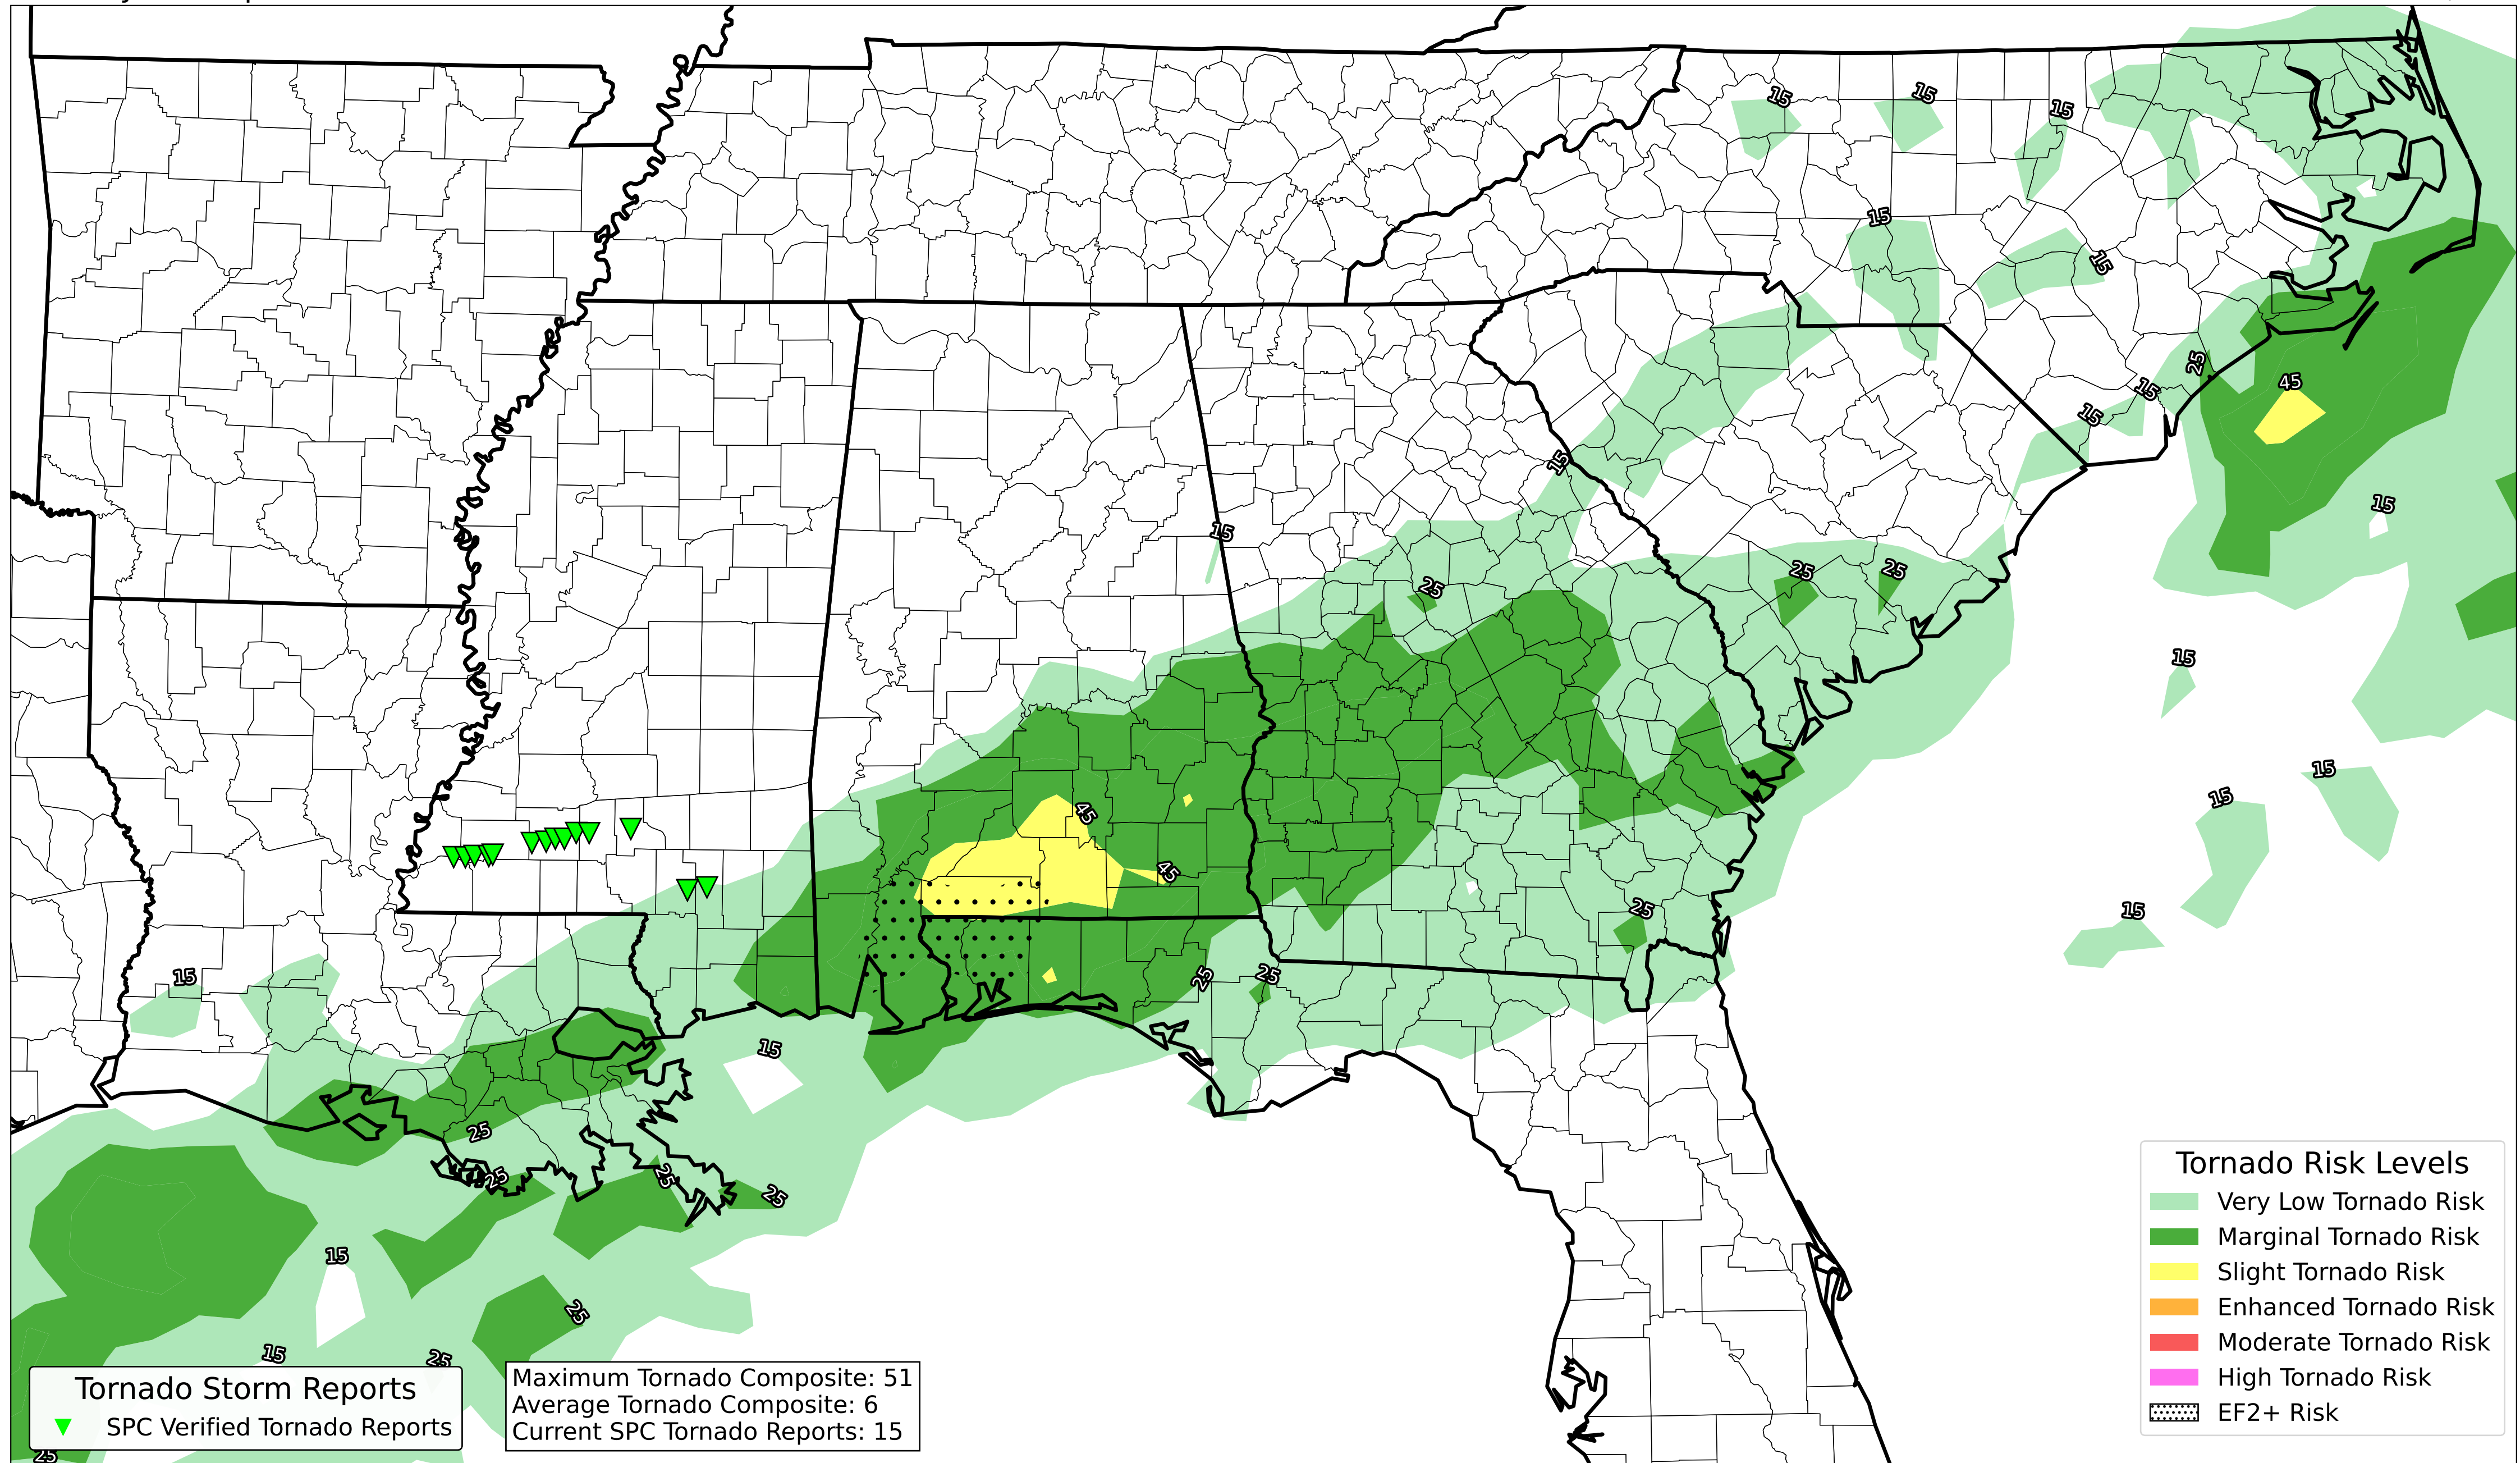 15
15
15
15
15
25
45
15
15
15
15
15
25
25
25
15
15
15
45
45
25
15
15
25
25
15
25
25
25
25
15
25
15
25
25
Tornado Risk Levels
Very Low Tornado Risk
Marginal Tornado Risk
Slight Tornado Risk
Enhanced Tornado Risk
Moderate Tornado Risk
High Tornado Risk
EF2+ Risk
Tornado Storm Reports
SPC Verified Tornado Reports
Maximum Tornado Composite: 51
Average Tornado Composite: 6
Current SPC Tornado Reports: 15